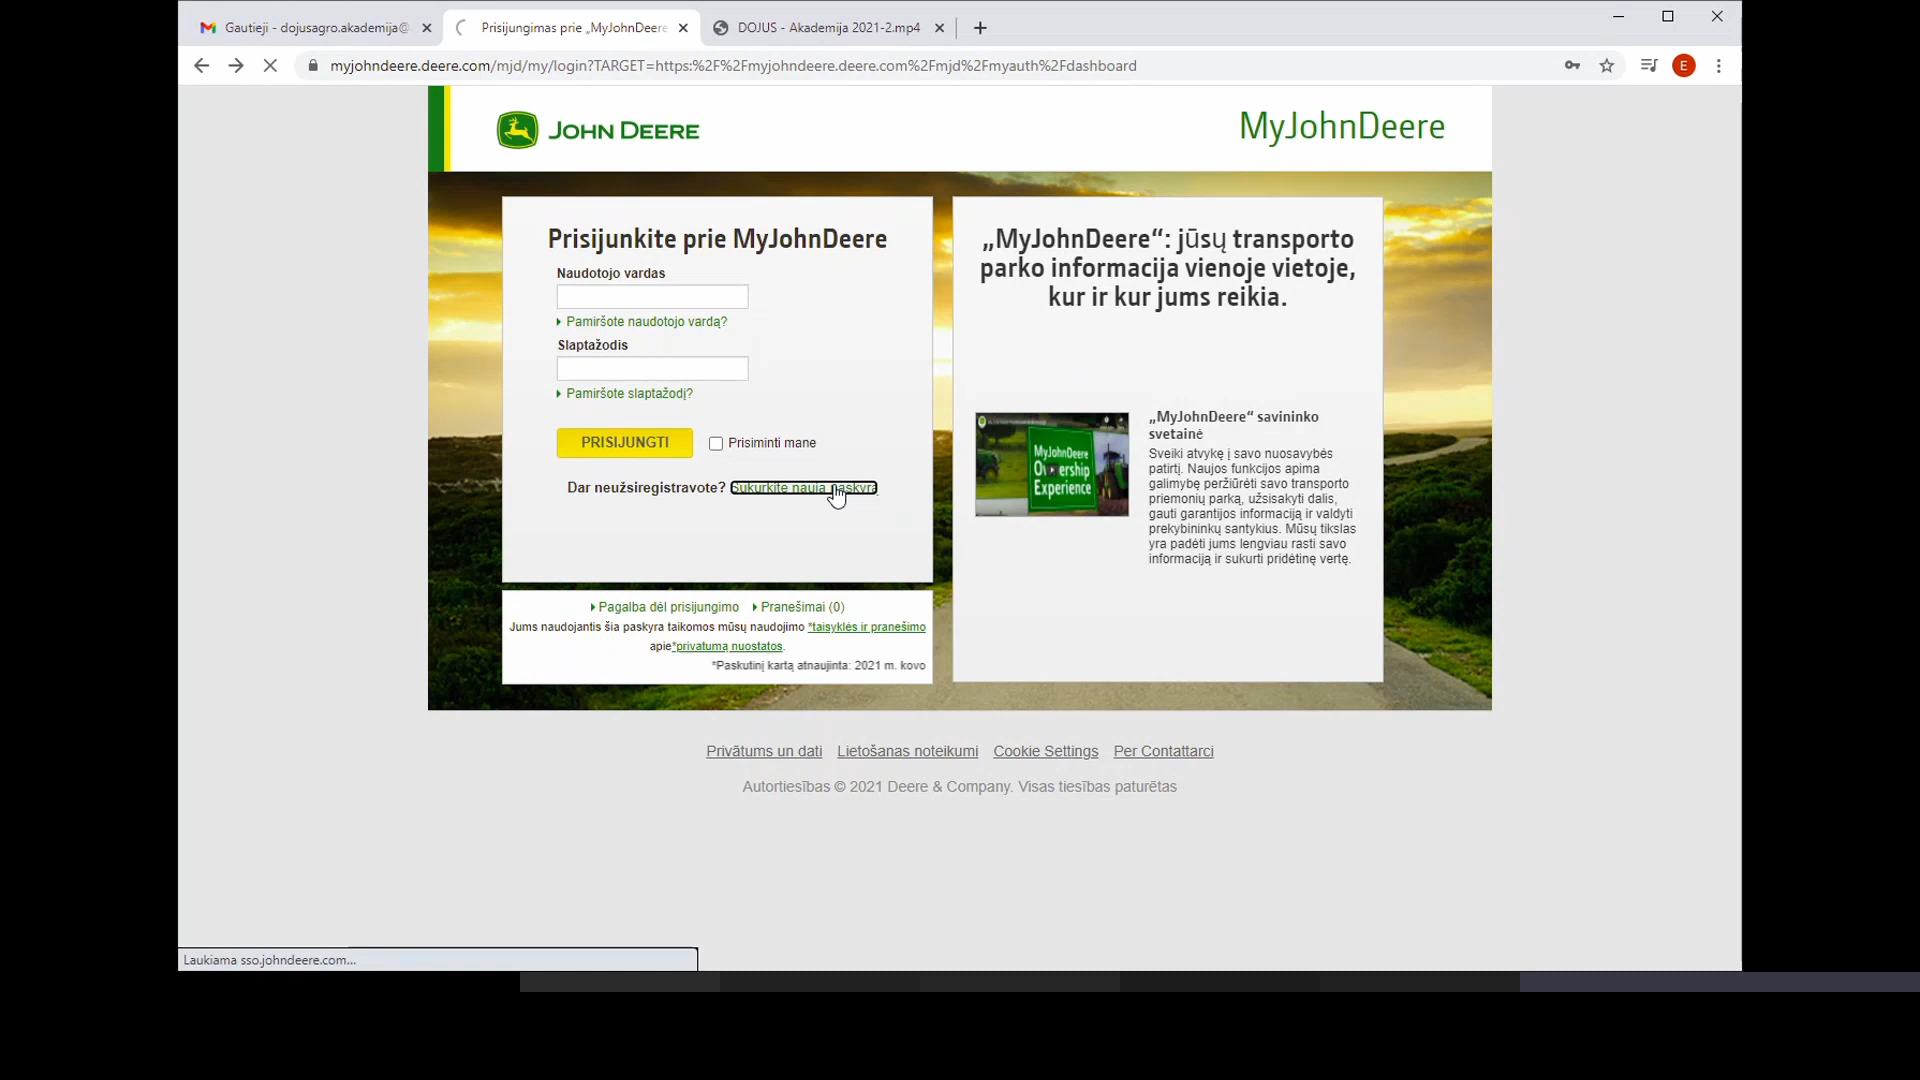 Gautieji - dojusagro.akademija@
Prisijungimas prie „MyJohnDeere
DOJUS - Akademija 2021-2.mp4
myjohndeere.deere.com/mjd/my/login?TARGET=https:%2F%2Fmyjohndeere.deere.com%2Fmjd%2Fmyauth%2Fdashboard
E
JOHN DEERE
MyJohnDeere
Prisijunkite prie MyJohnDeere
Naudotojo vardas
Pamiršote naudotojo vardą?
Slaptažodis
Pamiršote slaptažodį?
PRISIJUNGTI
Prisiminti mane
Dar neužsiregistravote? Sukurkite naują paskyrą
Pagalba dėl prisijungimo
Pranešimai (0)
Jums naudojantis šia paskyra taikomos mūsų naudojimo *taisyklės ir pranešimo
apie*privatumą nuostatos.
*Paskutinį kartą atnaujinta: 2021 m. kovo
„MyJohnDeere“: jūsų transporto
parko informacija vienoje vietoje,
kur ir kur jums reikia.
MyJohnDeere
Ownership
Experience
„MyJohnDeere“ savininko
svetainė
Sveiki atvykę į savo nuosavybės
patirtį. Naujos funkcijos apima
galimybę peržiūrėti savo transporto
priemonių parką, užsisakyti dalis,
gauti garantijos informaciją ir valdyti
prekybininkų santykius. Mūsų tikslas
yra padėti jums lengviau rasti savo
informaciją ir sukurti pridėtinę vertę.
Privātums un dati
Lietošanas noteikumi
Cookie Settings
Per Contattarci
Autortiesības © 2021 Deere & Company. Visas tiesības paturētas
Laukiama sso.johndeere.com...